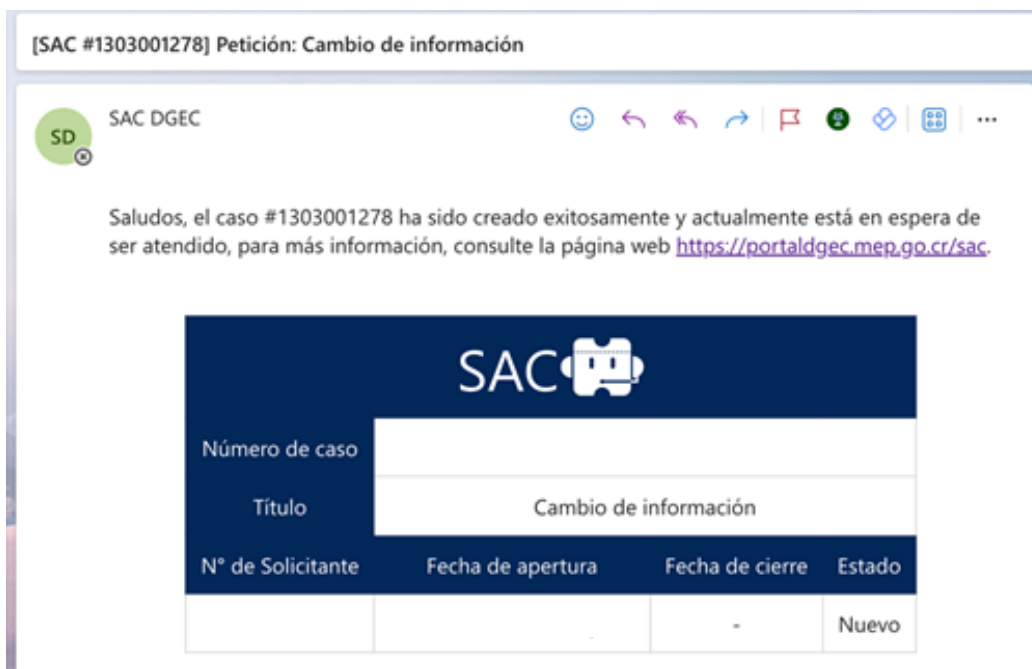 [SAC #1303001278] Petición: Cambio de información
SD
SAC DGEC
Saludos, el caso #1303001278 ha sido creado exitosamente y actualmente está en espera de
ser atendido, para más información, consulte la página web https://portaldgec.mep.go.cr/sac.
SAC
Número de caso
Título Cambio de información
N° de Solicitante Fecha de apertura Fecha de cierre Estado
- Nuevo